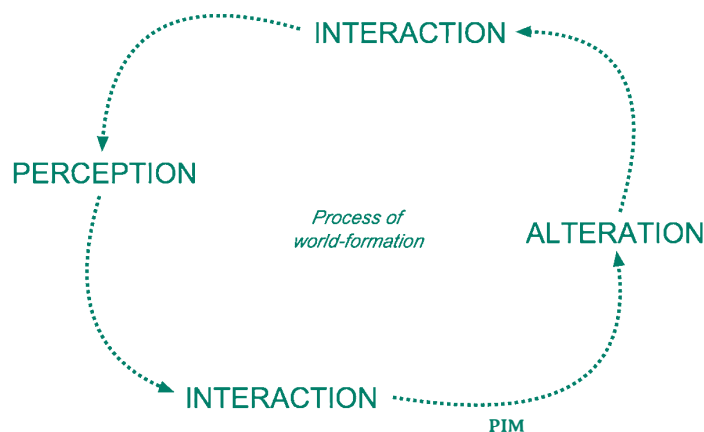 INTERACTION
PERCEPTION
Process of
world-formation
ALTERATION
INTERACTION
PIM